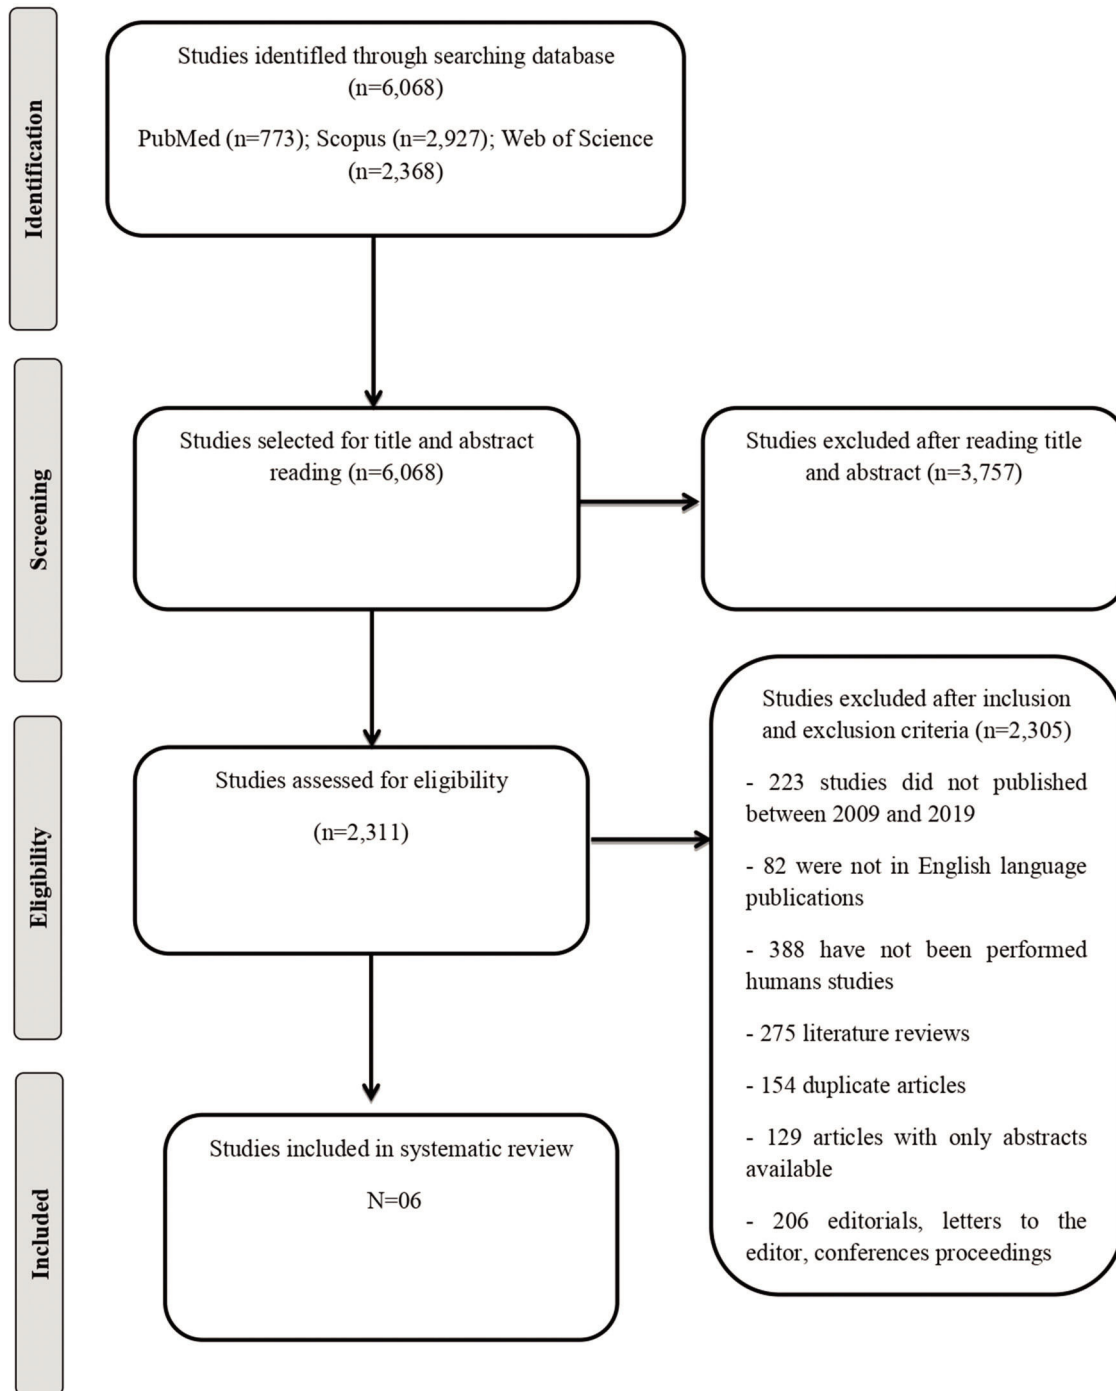 Identification
Studies identifled through searching database
(n=6,068)
PubMed (n=773); Scopus (n=2,927); Web of Science
(n=2,368)
Screening
Studies selected for title and abstract
reading (n=6,068)
Studies excluded after reading title
and abstract (n=3,757)
Eligibility
Studies assessed for eligibility
(n=2,311)
Studies excluded after inclusion
and exclusion criteria (n=2,305)
- 223 studies did not published
between 2009 and 2019
- 82 were not in English language
publications
- 388 have not been performed
humans studies
- 275 literature reviews
- 154 duplicate articles
- 129 articles with only abstracts
available
- 206 editorials, letters to the
editor, conferences proceedings
Included
Studies included in systematic review
N=06